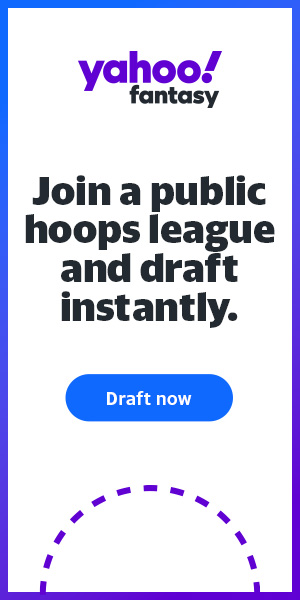 yahoo!
fantasy
Join a public
hoops league
and draft
instantly.
Draft now